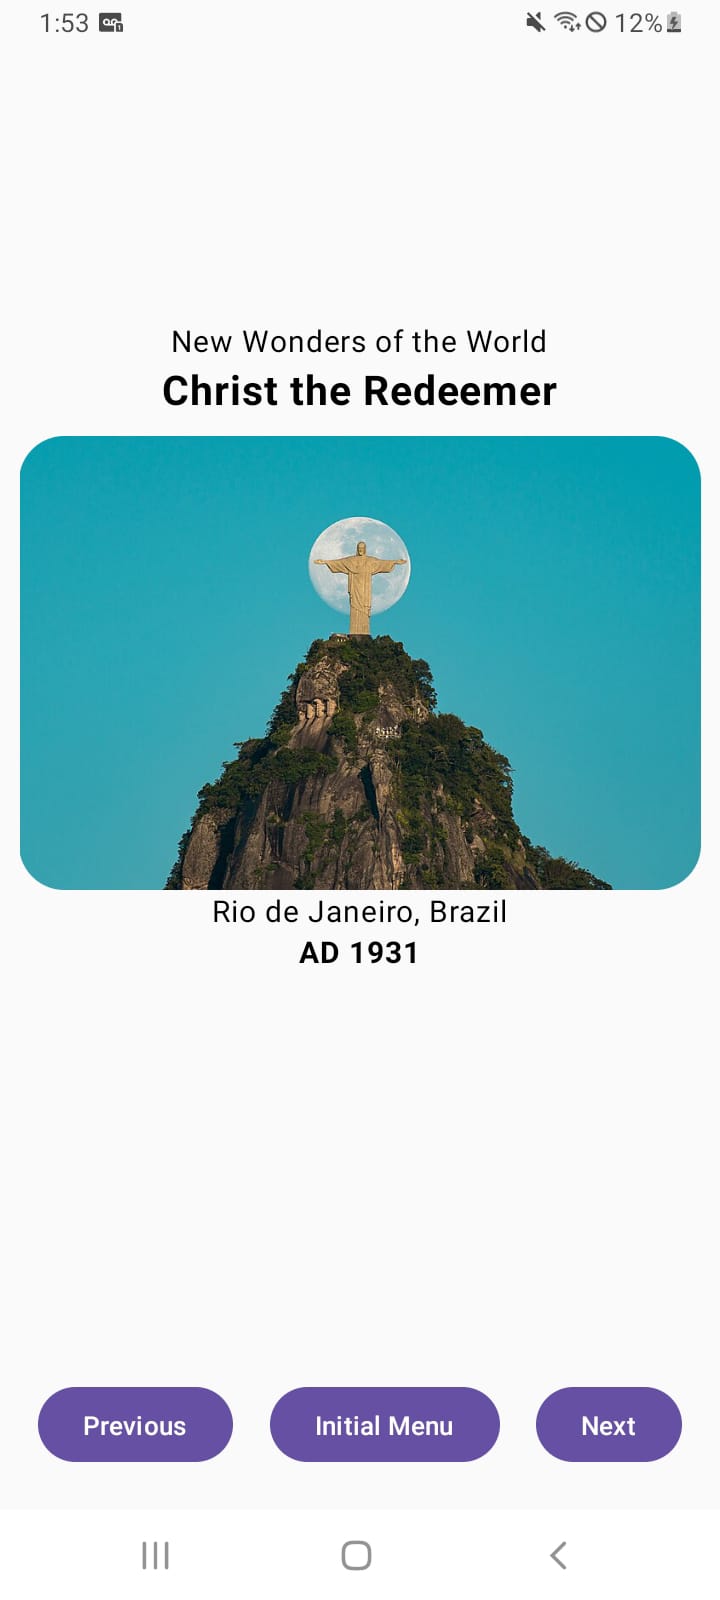 1:53
12%
New Wonders of the World
Christ the Redeemer
Rio de Janeiro, Brazil
AD 1931
Previous
Initial Menu
Next